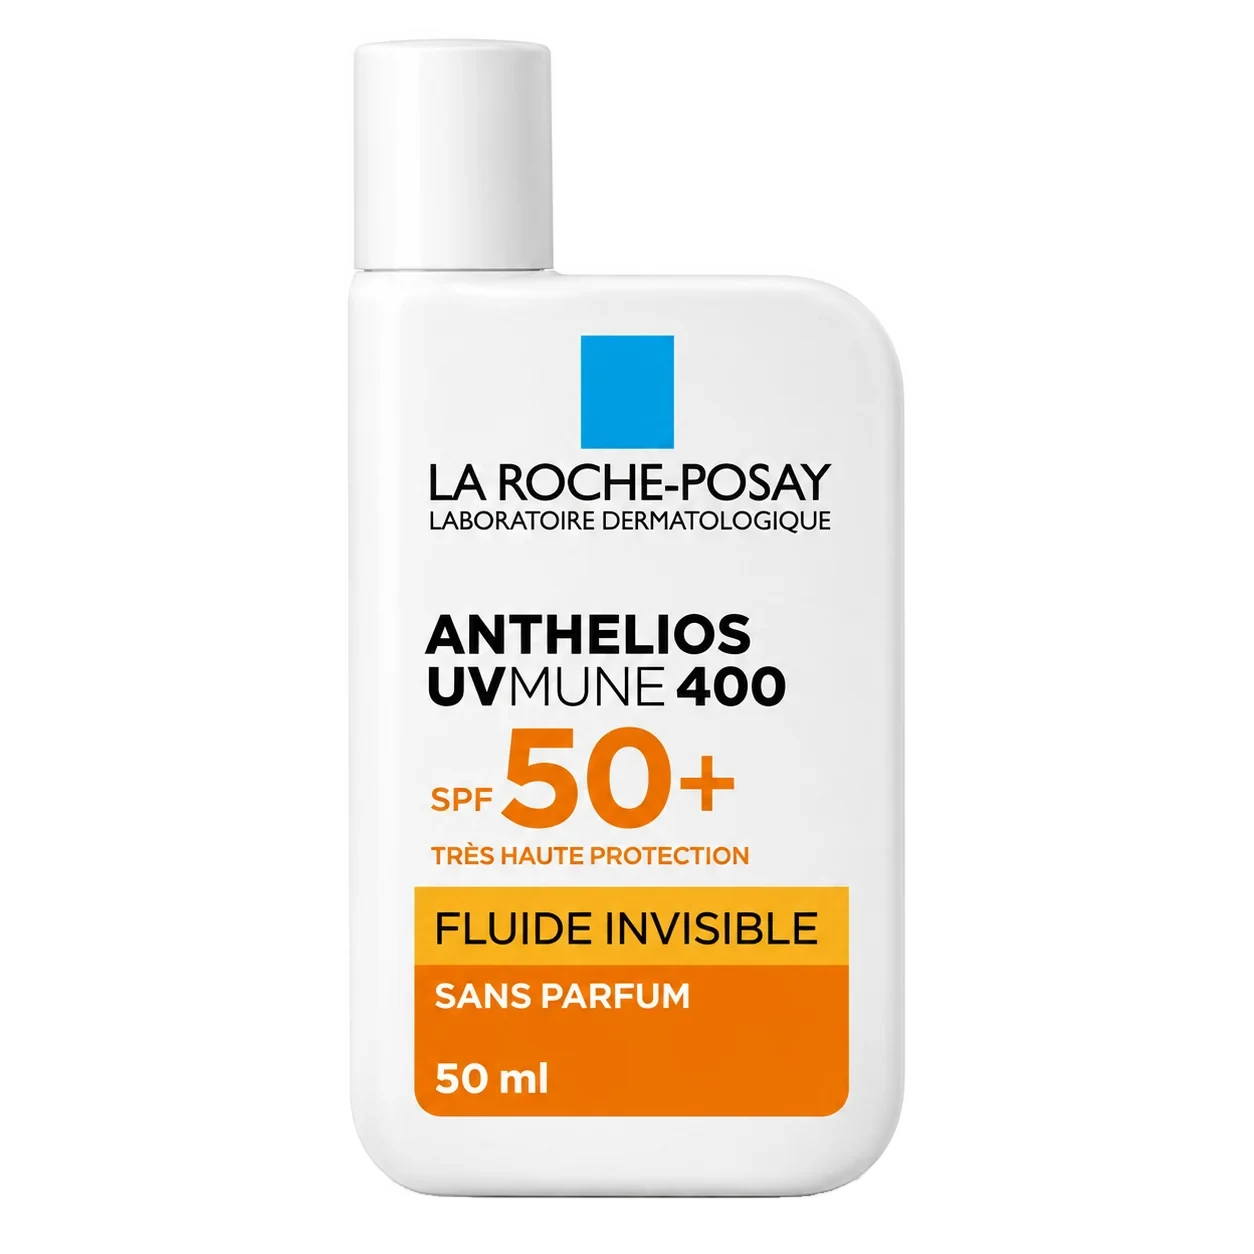 LA ROCHE-POSAY
LABORATOIRE DERMATOLOGIQUE
ANTHELIOS
UVMUNE 400
SPF 50+
TRÈS HAUTE PROTECTION
FLUIDE INVISIBLE
SANS PARFUM
50 ml